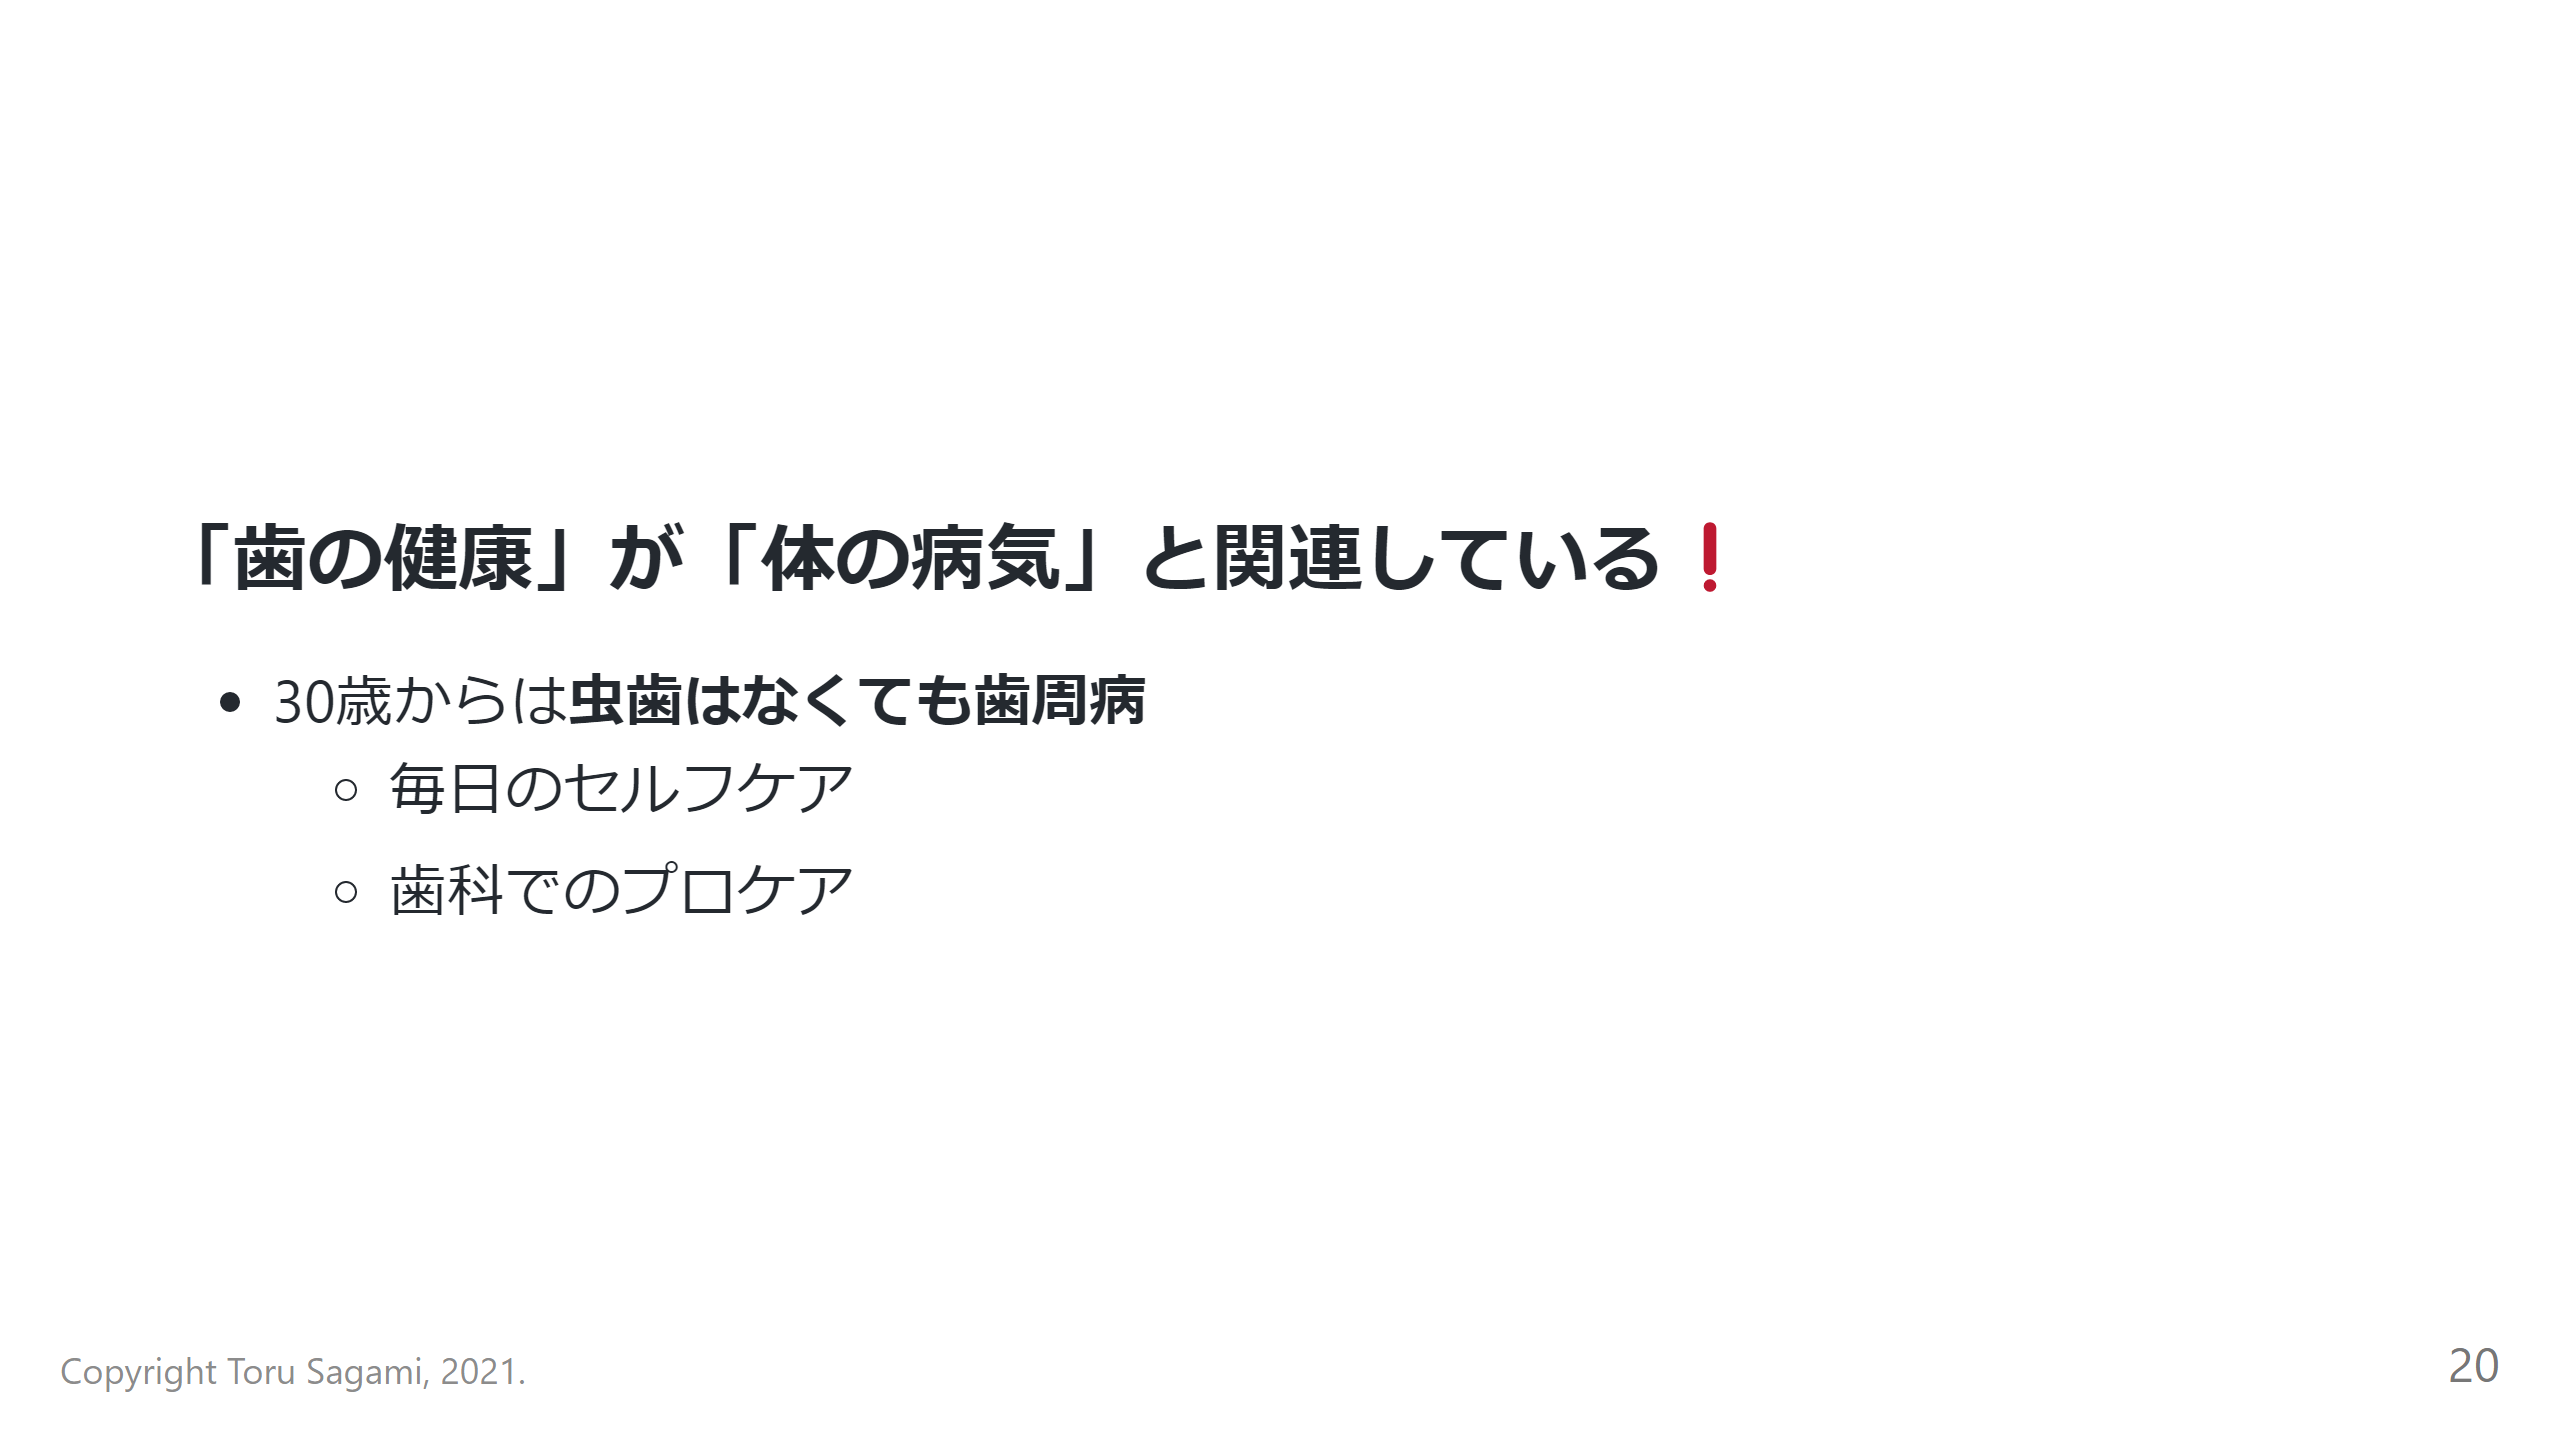 「歯の健康」が「体の病気」と関連している❗
• 30歳からは虫歯はなくても歯周病
○ 毎日のセルフケア
○ 歯科でのプロケア
Copyright Toru Sagami, 2021.
20